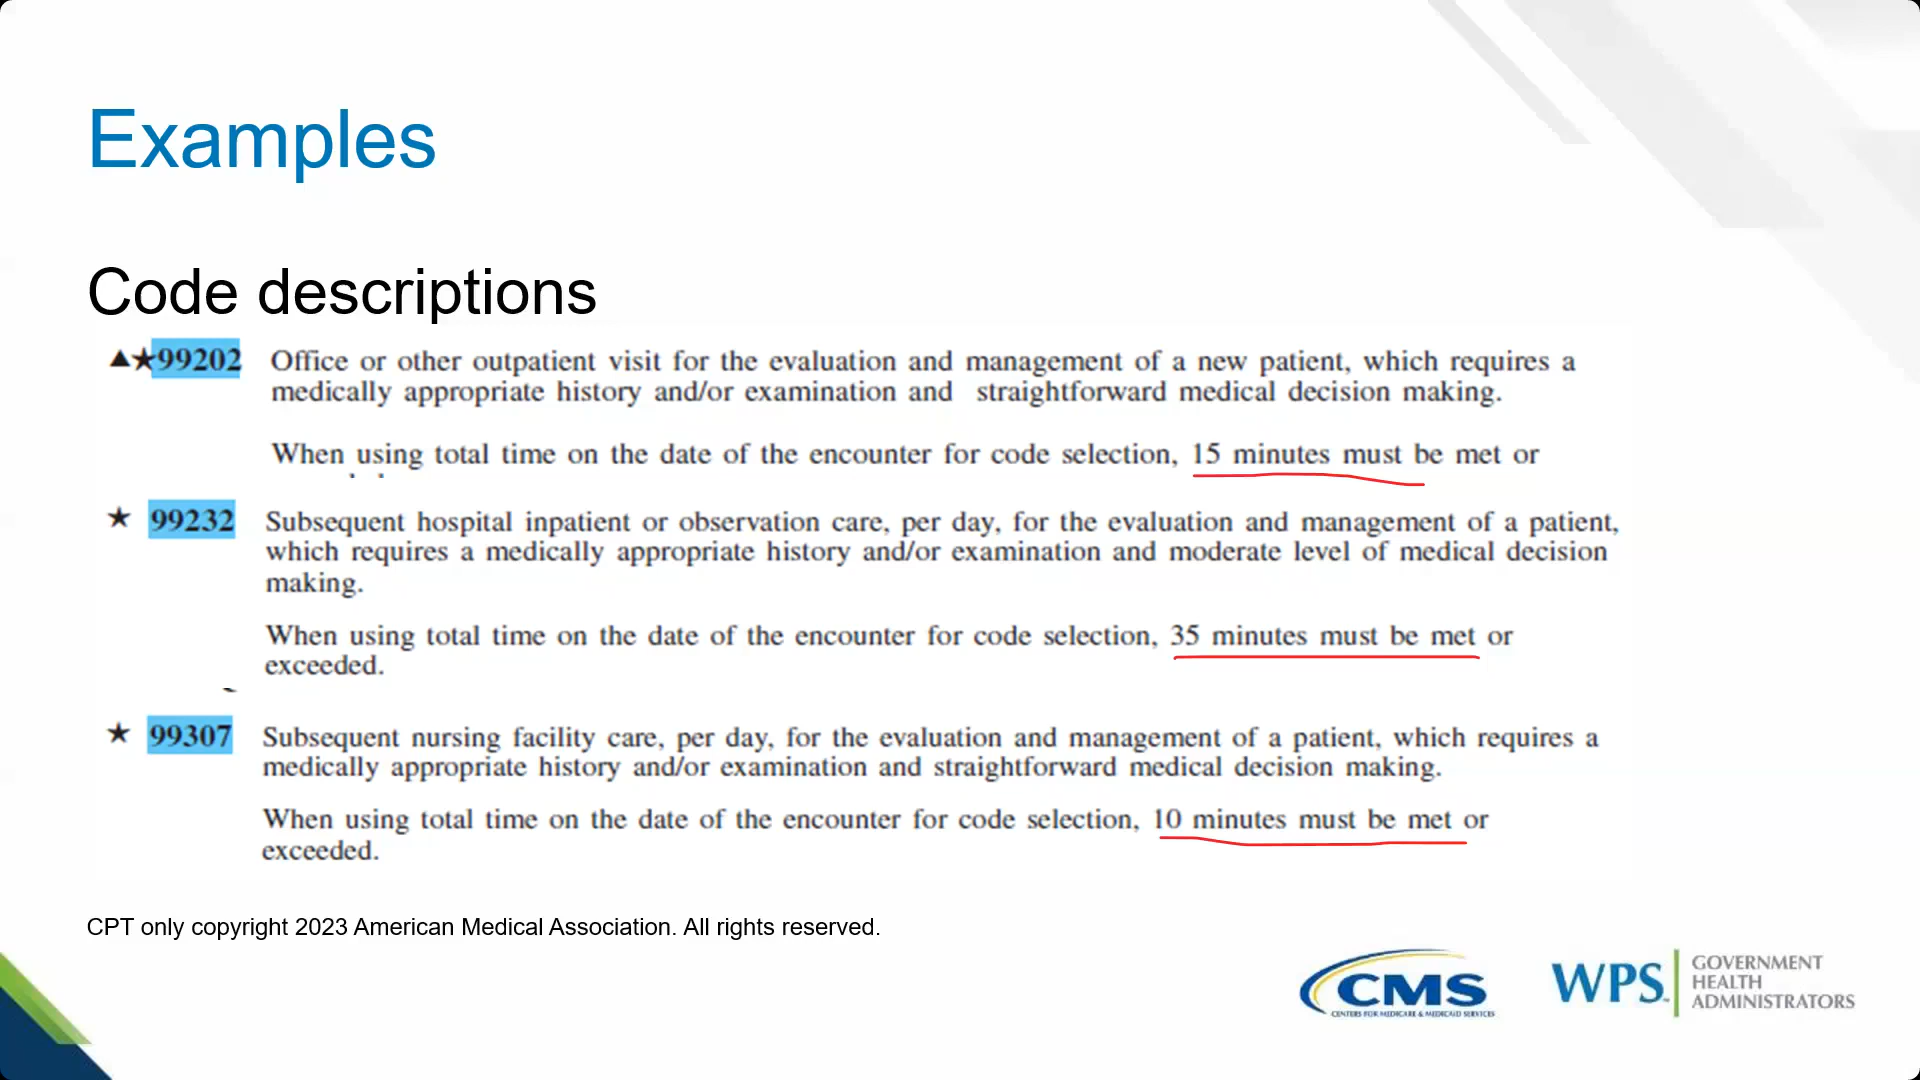 Examples
Code descriptions
▲★99202 Office or other outpatient visit for the evaluation and management of a new patient, which requires a
medically appropriate history and/or examination and straightforward medical decision making.
When using total time on the date of the encounter for code selection, 15 minutes must be met or
★ 99232 Subsequent hospital inpatient or observation care, per day, for the evaluation and management of a patient,
which requires a medically appropriate history and/or examination and moderate level of medical decision
making.
When using total time on the date of the encounter for code selection, 35 minutes must be met or
exceeded.
★ 99307 Subsequent nursing facility care, per day, for the evaluation and management of a patient, which requires a
medically appropriate history and/or examination and straightforward medical decision making.
When using total time on the date of the encounter for code selection, 10 minutes must be met or
exceeded.
CPT only copyright 2023 American Medical Association. All rights reserved.
CMS
CENTERS FOR MEDICARE & MEDICAID SERVICES
WPS
GOVERNMENT
HEALTH
ADMINISTRATORS